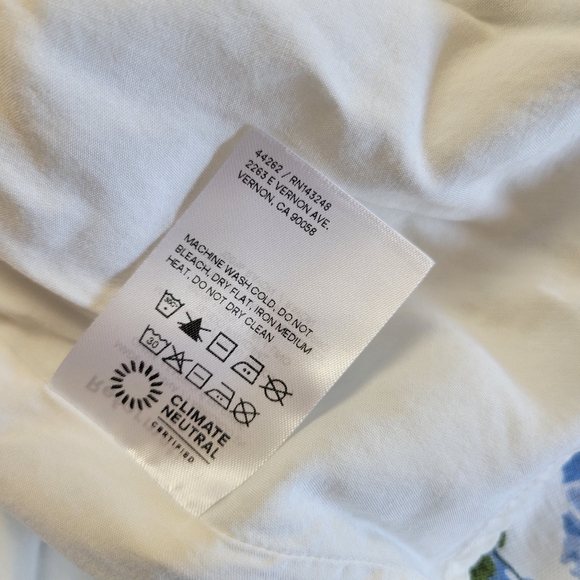 44262 / RN143248
2263 E VERNON AVE.
VERNON, CA 90058
MACHINE WASH COLD, DO NOT
BLEACH, DRY FLAT, IRON MEDIUM
HEAT, DO NOT DRY CLEAN
30
CLIMATE
NEUTRAL
CERTIFIED